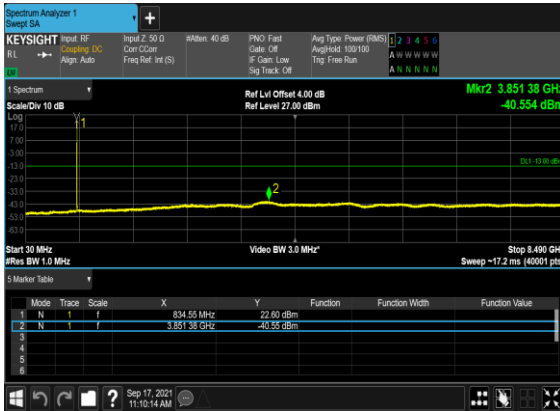 Spectrum Analyzer 1
Swept SA
+
KEYSIGHT Input: RF Input Z: 50 Ω #Atten: 40 dB PNO: Fast Avg Type: Power (RMS) 1 2 3 4 5 6
RL Coupling: DC Corr CCorr Gate: Off Avg|Hold: 100/100 A W W W W W
Align: Auto Freq Ref: Int (S) IF Gain: Low Trig: Free Run
Sig Track: Off A N N N N N
1 Spectrum
Ref Lvl Offset 4.00 dB Mkr2 3.851 38 GHz
Scale/Div 10 dB Ref Level 27.00 dBm -40.554 dBm
Log
17.0
7.00
-3.00
-13.0
-23.0
-33.0
-43.0
-53.0
-63.0
1
2
DL1 -13.00 dBm
Start 30 MHz Video BW 3.0 MHz* Stop 8.490 GHz
#Res BW 1.0 MHz Sweep ~17.2 ms (40001 pts)
5 Marker Table
Mode Trace Scale X Y Function Function Width Function Value
1 N 1 f 834.55 MHz 22.60 dBm
2 N 1 f 3.851 38 GHz -40.55 dBm
3
4
5
6
? Sep 17, 2021
11:10:14 AM